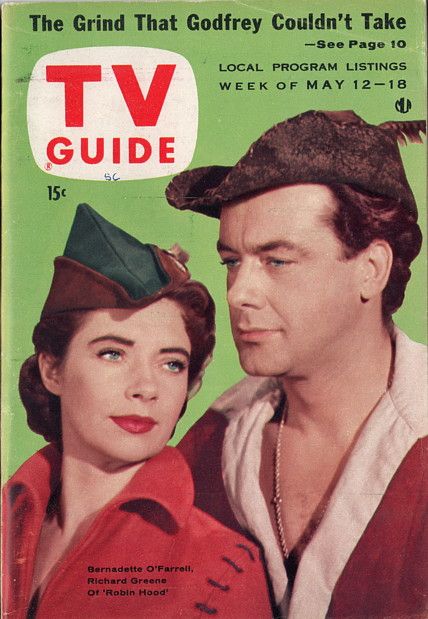 The Grind That Godfrey Couldn't Take
—See Page 10
LOCAL PROGRAM LISTINGS
WEEK OF MAY 12—18
TV
GUIDE
®
15¢
Bernadette O'Farrell,
Richard Greene
Of 'Robin Hood'